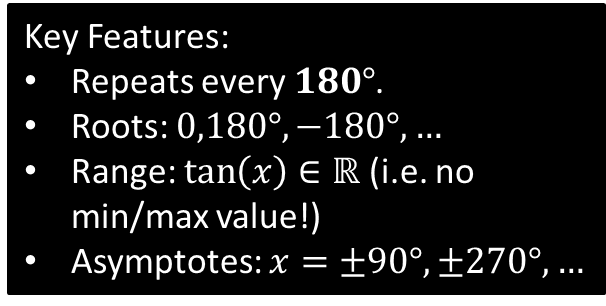 Key Features:
• Repeats every 180°.
• Roots: 0,180°, −180°, ...
• Range: tan(x) ∈ ℝ (i.e. no
min/max value!)
• Asymptotes: x = ±90°, ±270°, ...